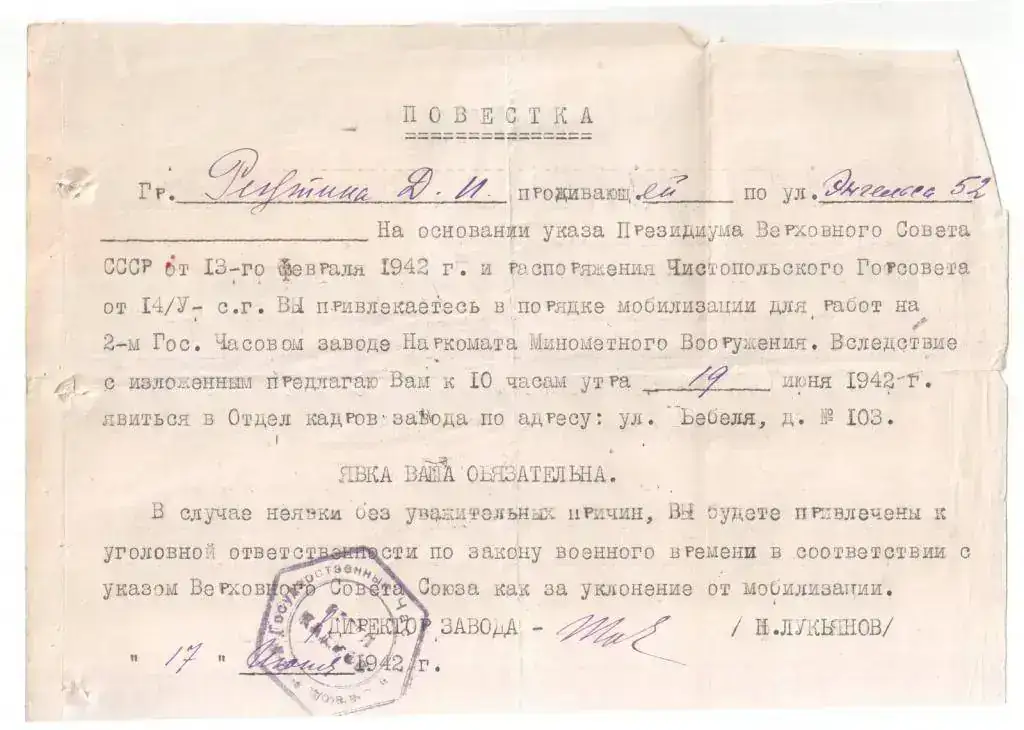 ПОВЕСТКА
Гр. Регутина Д. И. проживающей по ул. Энгельса 52
На основании указа Президиума Верховного Совета
СССР от 13-го февраля 1942 г. и распоряжения Чистопольского Горсовета
от 14/У- с.г. ВЫ привлекаетесь в порядке мобилизации для работ на
2-м Гос. Часовом заводе Наркомата Минометного Вооружения. Вследствие
с изложенным предлагаю Вам к 10 часам утра 19 июня 1942 г.
явиться в Отдел кадров завода по адресу: ул. Бебеля, д. № 103.
ЯВКА ВАША ОБЯЗАТЕЛЬНА.
В случае неявки без уважительных причин, ВЫ будете привлечены к
уголовной ответственности по закону военного времени в соответствии с
указом Верховного Совета Союза как за уклонение от мобилизации.
ДИРЕКТОР ЗАВОДА - /Н.ЛУКЬЯНОВ/
" 17 " Июня 1942 г.
Государственный